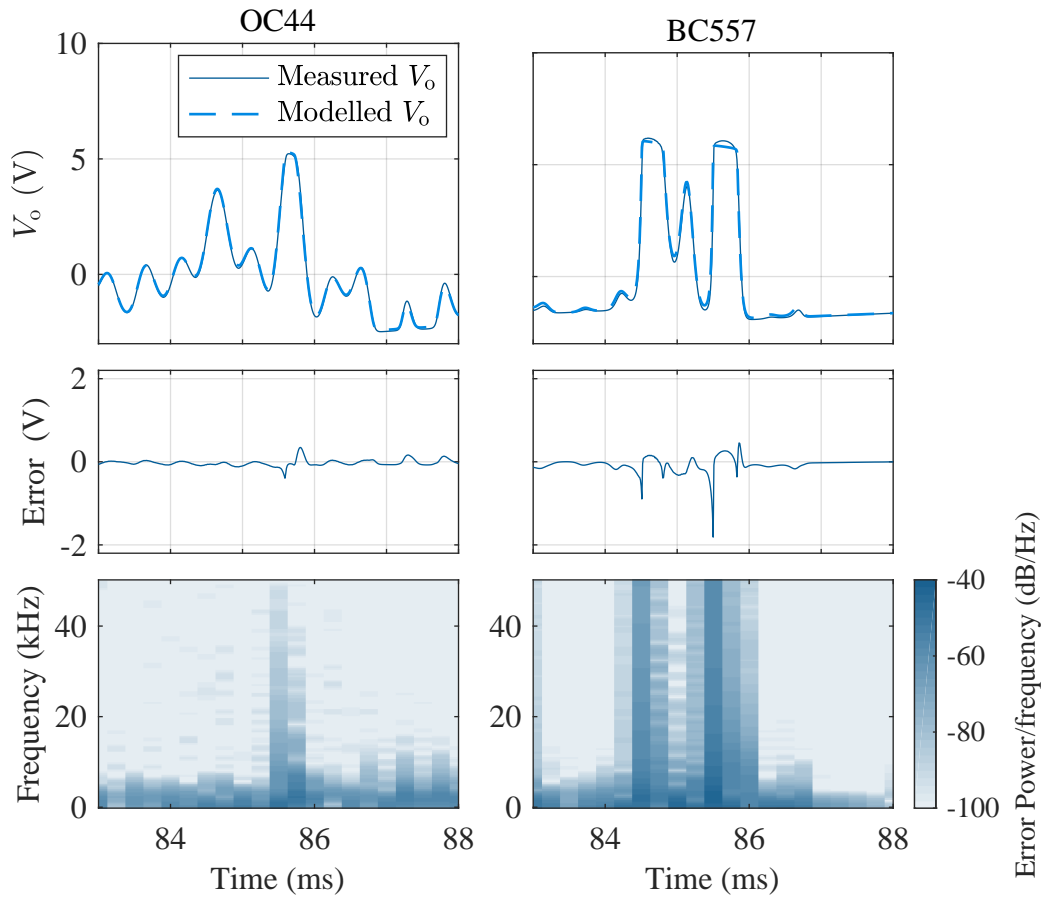 OC44
BC557
10
5
0
V_o (V)
Measured V_o
Modelled V_o
2
0
-2
Error (V)
40
20
0
Frequency (kHz)
84
86
88
Time (ms)
84
86
88
Time (ms)
-40
-60
-80
-100
Error Power/frequency (dB/Hz)